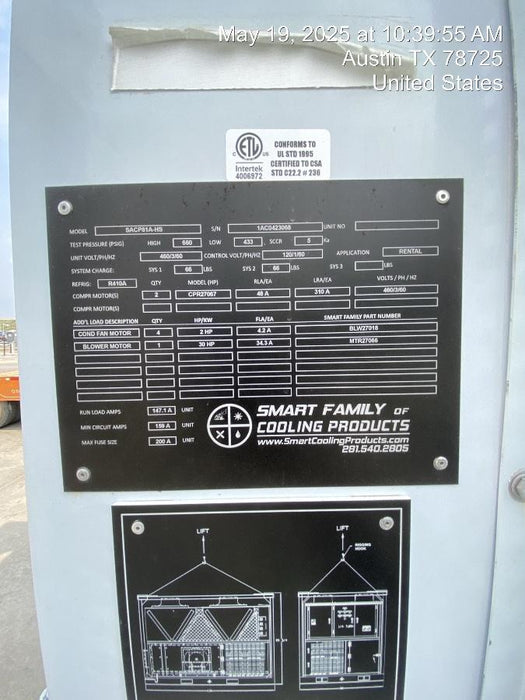 May 19, 2025 at 10:39:55 AM
Austin TX 78725
United States
ETL
C US
Intertek
4006972
CONFORMS TO
UL STD 1995
CERTIFIED TO CSA
STD C22.2 # 236
MODEL SACP81A-HS S/N 1AC0423068 UNIT NO
TEST PRESSURE (PSIG) HIGH 660 LOW 433 SCCR 5 Ka
UNIT VOLT/PH/HZ 460/3/60 CONTROL VOLT/PH/HZ 120/1/60 APPLICATION RENTAL
SYSTEM CHARGE: SYS 1 66 LBS SYS 2 66 LBS SYS 3 LBS
REFRIG: R410A QTY MODEL (HP) RLA/EA LRA/EA VOLTS / PH / HZ
COMPR MOTOR(S) 2 CPR27067 48 A 310 A 460/3/60
COMPR MOTOR(S)
ADD'L LOAD DESCRIPTION QTY HP/KW FLA/EA SMART FAMILY PART NUMBER
COND FAN MOTOR 4 2 HP 4.2 A BLW27018
BLOWER MOTOR 1 30 HP 34.3 A MTR27066
RUN LOAD AMPS 147.1 A UNIT
MIN CIRCUIT AMPS 159 A UNIT
MAX FUSE SIZE 200 A UNIT
SMART FAMILY OF
COOLING PRODUCTS
www.SmartCoolingProducts.com
281.540.2805
LIFT
LIFT
RIGGING
HOOK